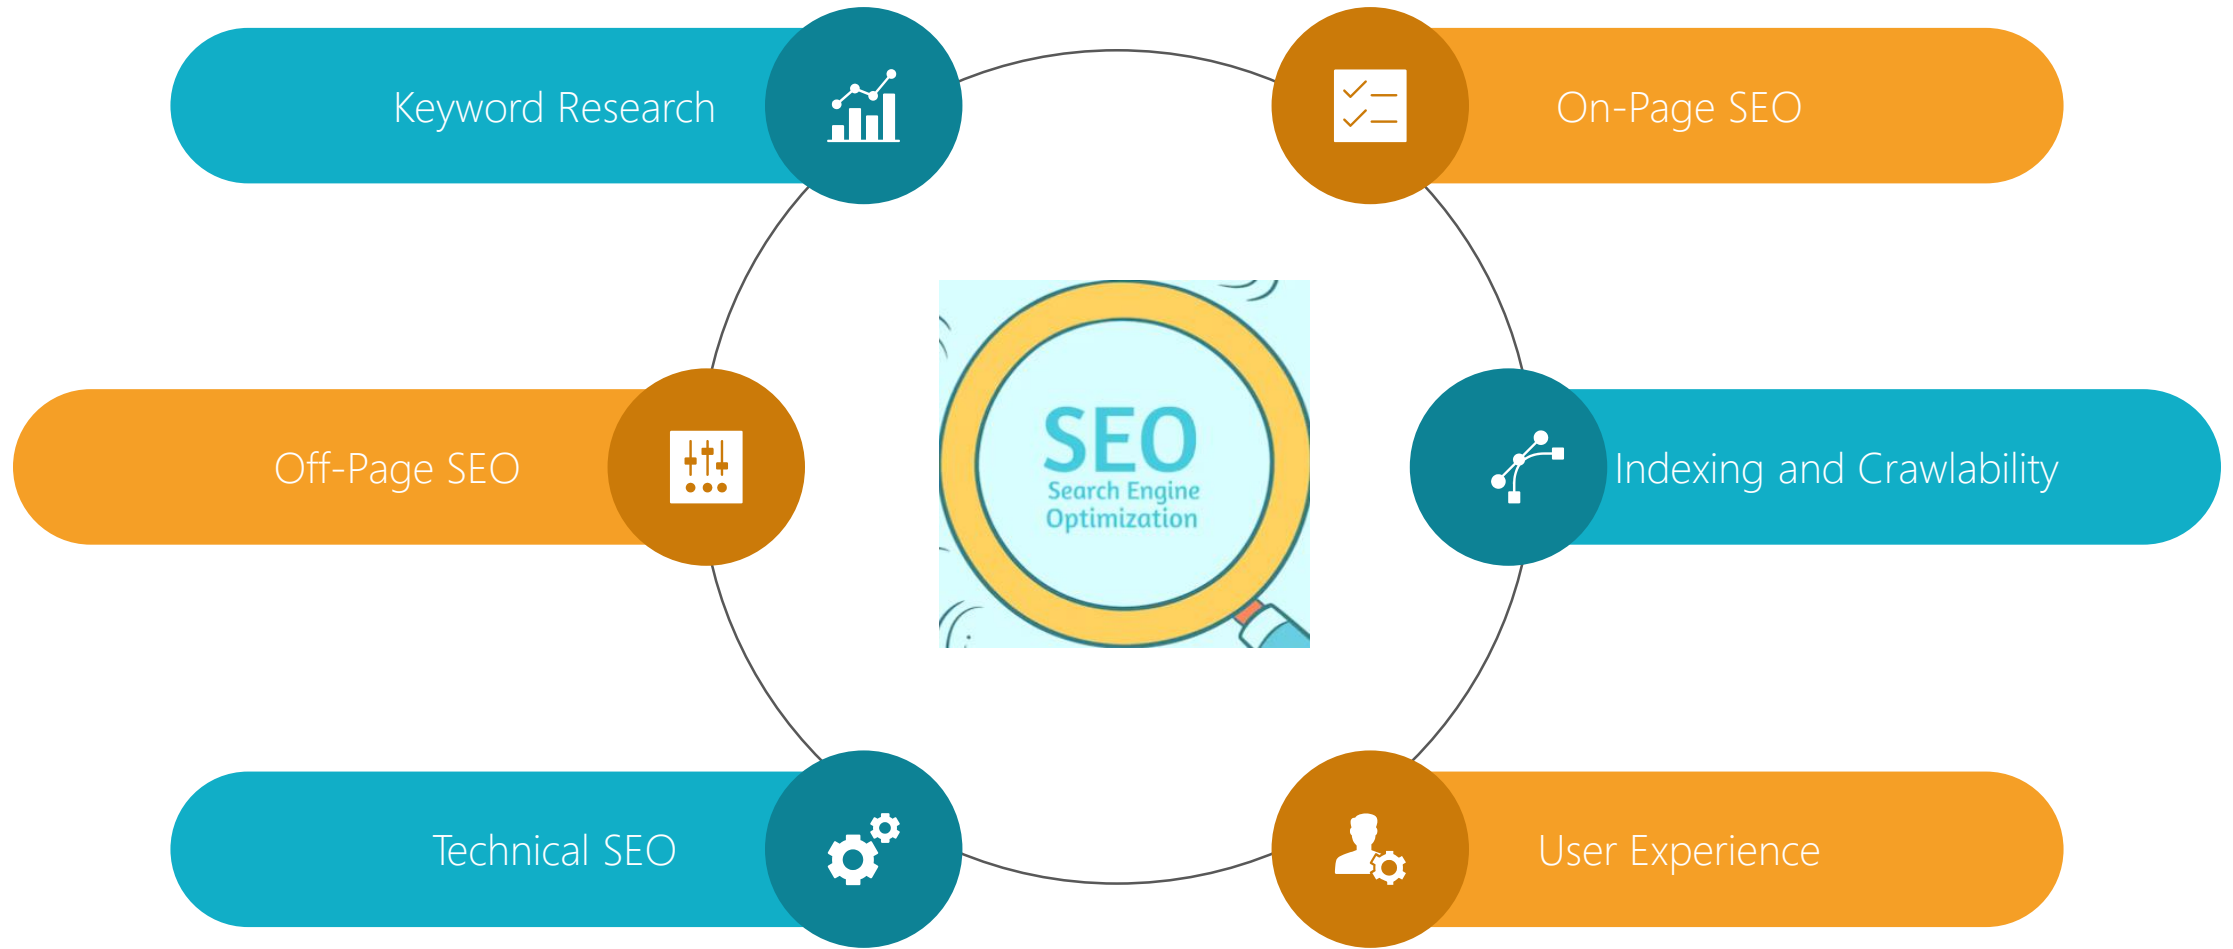 Keyword Research
On-Page SEO
Off-Page SEO
SEO
Search Engine
Optimization
Indexing and Crawlability
Technical SEO
User Experience